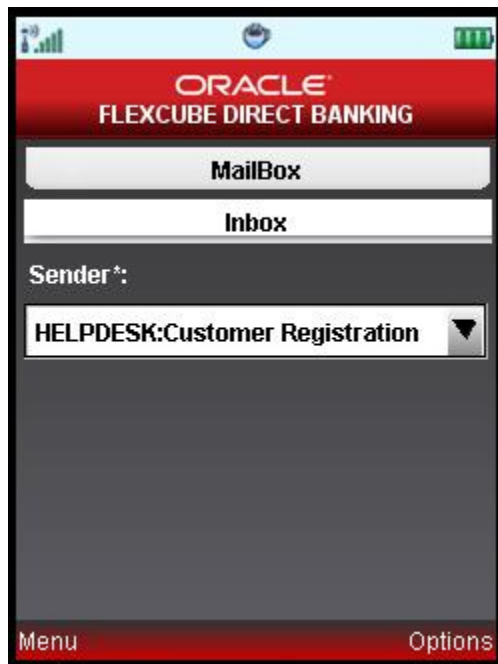 ORACLE®
FLEXCUBE DIRECT BANKING
MailBox
Inbox
Sender*:
HELPDESK:Customer Registration
Menu Options